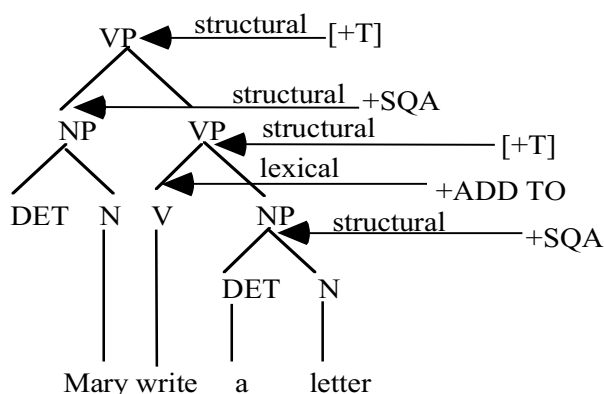 VP structural [+T]
structural +SQA
NP VP structural [+T]
lexical
+ADD TO
DET N V NP structural
+SQA
DET N
Mary write a letter